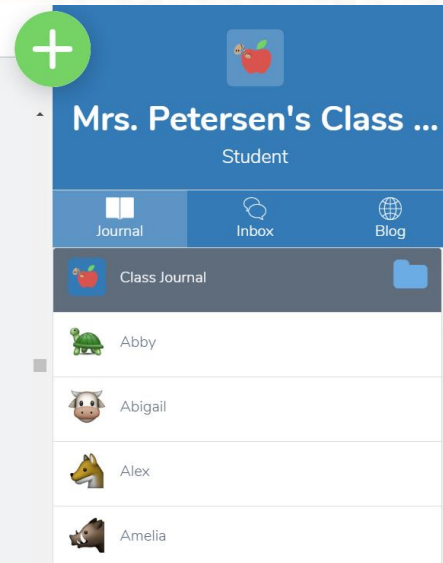 Mrs. Petersen's Class ...
Student
Journal Inbox Blog
Class Journal
Abby
Abigail
Alex
Amelia